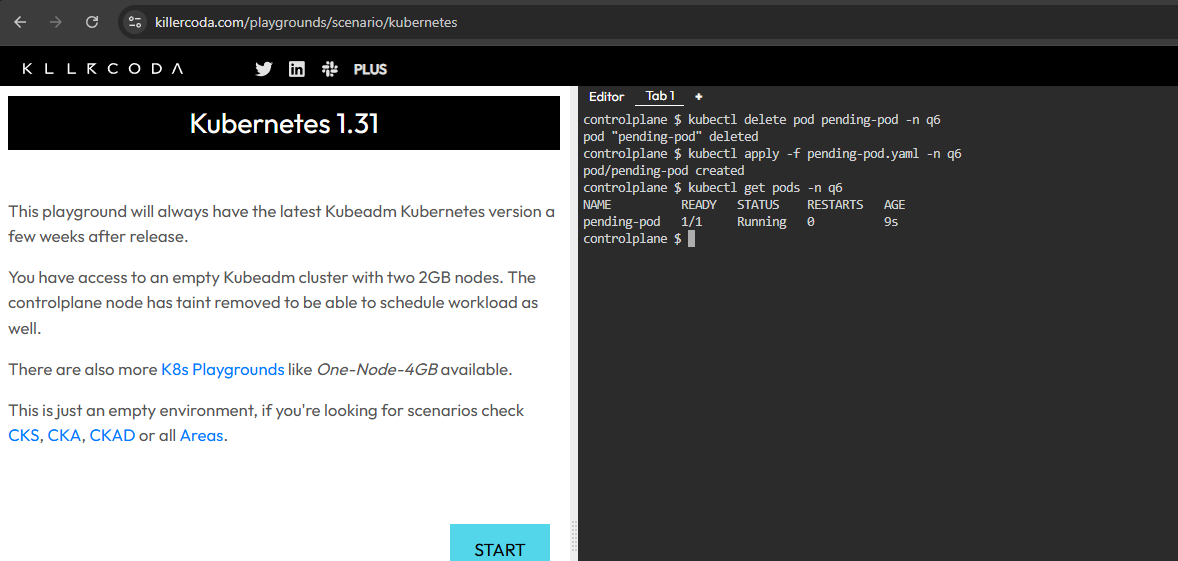 killercoda.com/playgrounds/scenario/kubernetes
KLLRCODA
PLUS
Kubernetes 1.31
This playground will always have the latest Kubeadm Kubernetes version a
few weeks after release.
You have access to an empty Kubeadm cluster with two 2GB nodes. The
controlplane node has taint removed to be able to schedule workload as
well.
There are also more K8s Playgrounds like One-Node-4GB available.
This is just an empty environment, if you're looking for scenarios check
CKS, CKA, CKAD or all Areas.
START
Editor Tab 1 +
controlplane $ kubectl delete pod pending-pod -n q6
pod "pending-pod" deleted
controlplane $ kubectl apply -f pending-pod.yaml -n q6
pod/pending-pod created
controlplane $ kubectl get pods -n q6
NAME READY STATUS RESTARTS AGE
pending-pod 1/1 Running 0 9s
controlplane $